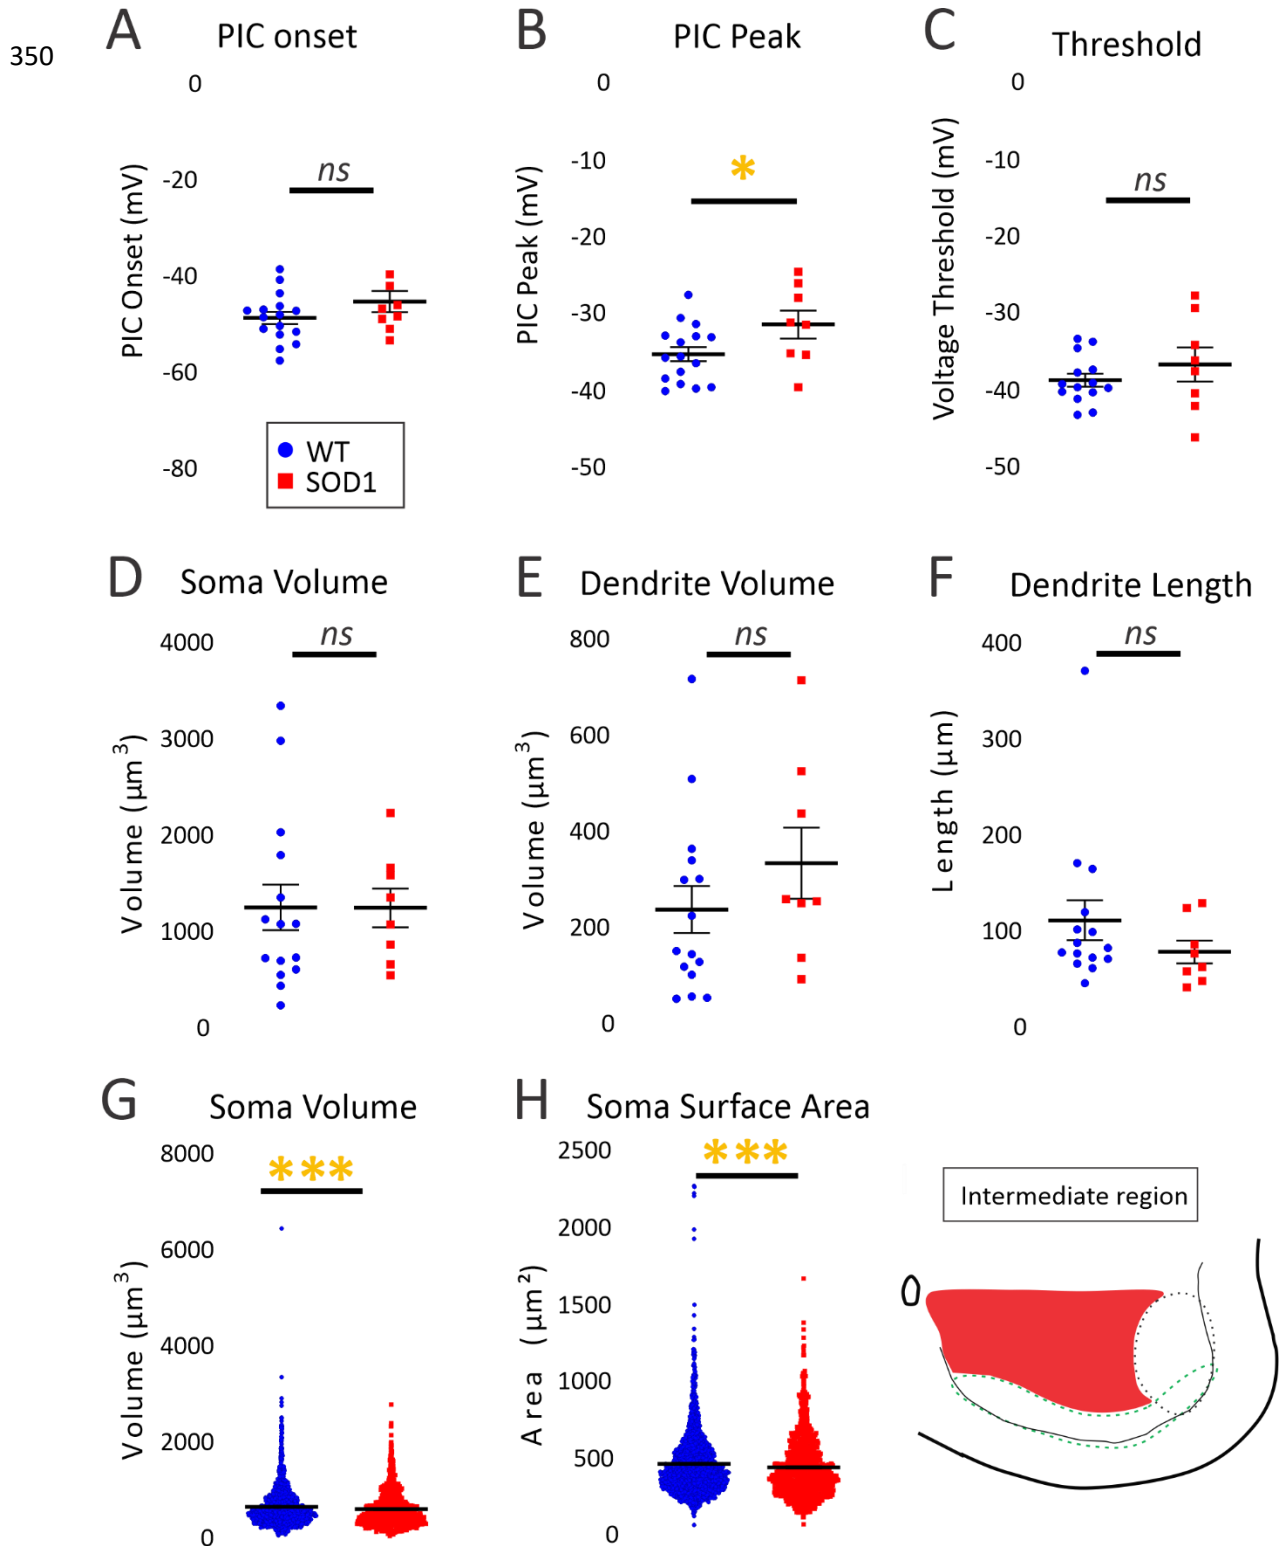 350
A PIC onset
0
-20
-40
-60
-80
PIC Onset (mV)
ns
WT
SOD1
B PIC Peak
0
-10
-20
-30
-40
-50
PIC Peak (mV)
*
C Threshold
0
-10
-20
-30
-40
-50
Voltage Threshold (mV)
ns
D Soma Volume
4000
3000
2000
1000
0
Volume (µm³)
ns
E Dendrite Volume
800
600
400
200
0
Volume (µm³)
ns
F Dendrite Length
400
300
200
100
0
Length (µm)
ns
G Soma Volume
8000
6000
4000
2000
0
Volume (µm³)
***
H Soma Surface Area
2500
2000
1500
1000
500
0
Area (µm²)
***
Intermediate region